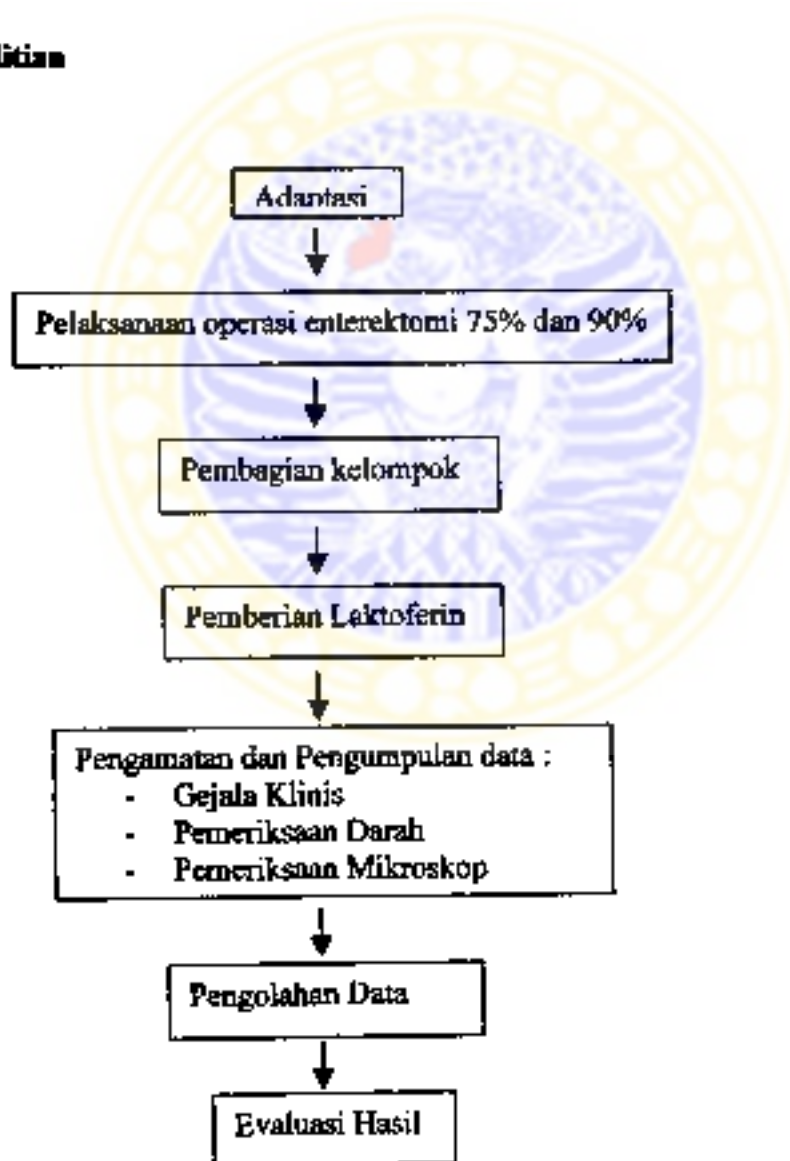 Adaptasi
Pelaksanaan operasi enterektomi 75% dan 90%
Pembagian kelompok
Pemberian Laktoferin
Pengamatan dan Pengumpulan data :
- Gejala Klinis
- Pemeriksaan Darah
- Pemeriksaan Mikroskop
Pengolahan Data
Evaluasi Hasil